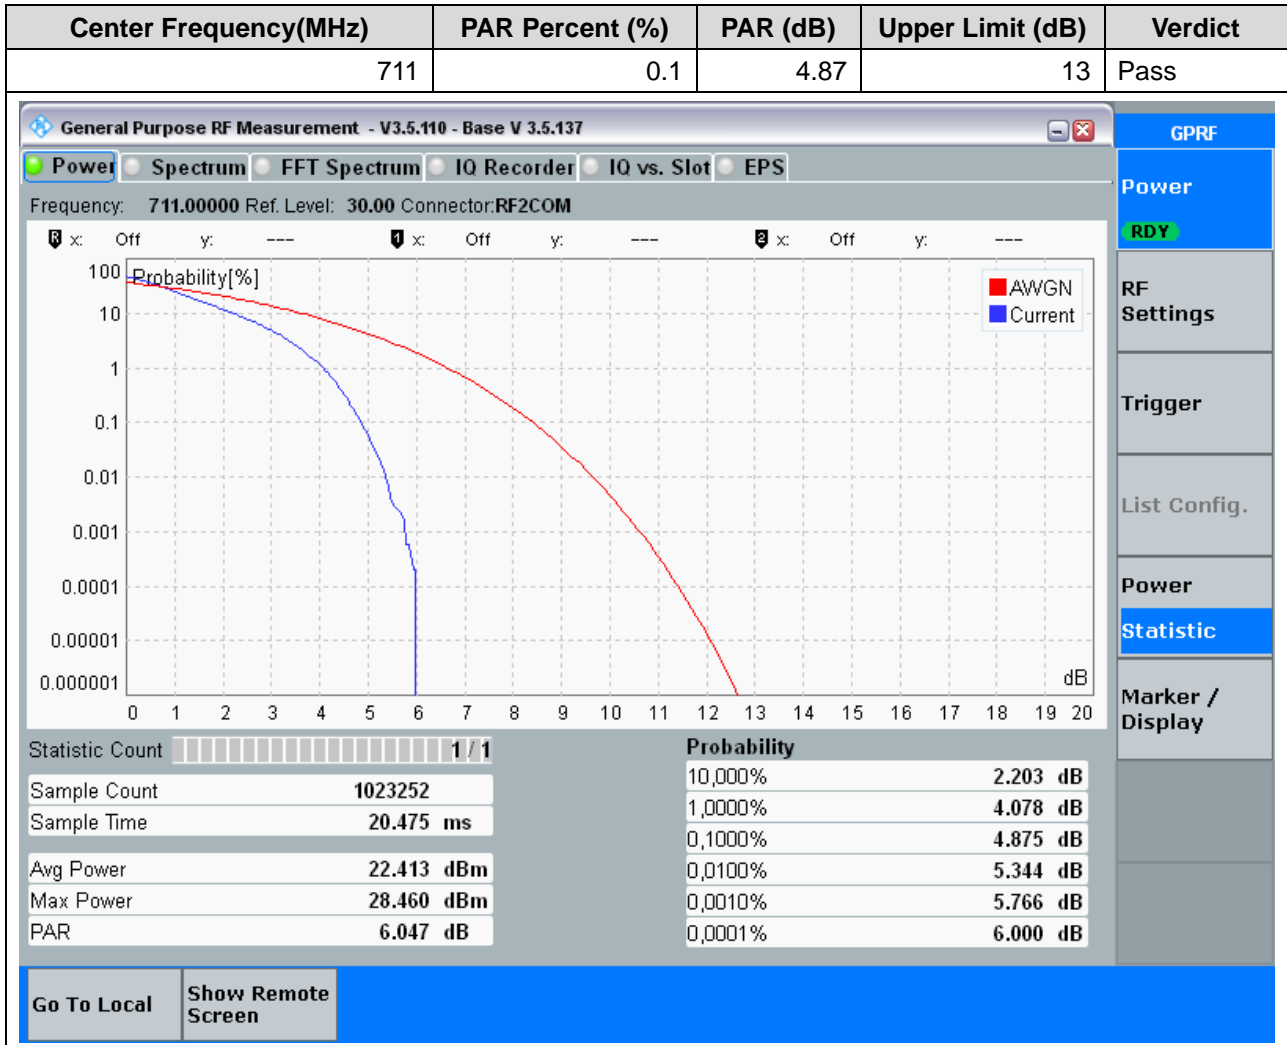 Center Frequency(MHz) PAR Percent (%) PAR (dB) Upper Limit (dB) Verdict
711 0.1 4.87 13 Pass
General Purpose RF Measurement - V3.5.110 - Base V 3.5.137
GPRF
Power Spectrum FFT Spectrum IQ Recorder IQ vs. Slot EPS
Frequency: 711.00000 Ref. Level: 30.00 Connector:RF2COM
R x: Off y: --- 1 x: Off y: --- 2 x: Off y: ---
Probability[%]
AWGN
Current
100
10
1
0.1
0.01
0.001
0.0001
0.00001
0.000001
dB
0 1 2 3 4 5 6 7 8 9 10 11 12 13 14 15 16 17 18 19 20
Statistic Count 1 / 1
Sample Count 1023252
Sample Time 20.475 ms
Avg Power 22.413 dBm
Max Power 28.460 dBm
PAR 6.047 dB
Probability
10,000% 2.203 dB
1,0000% 4.078 dB
0,1000% 4.875 dB
0,0100% 5.344 dB
0,0010% 5.766 dB
0,0001% 6.000 dB
Power
RDY
RF
Settings
Trigger
List Config.
Power
Statistic
Marker /
Display
Go To Local
Show Remote
Screen